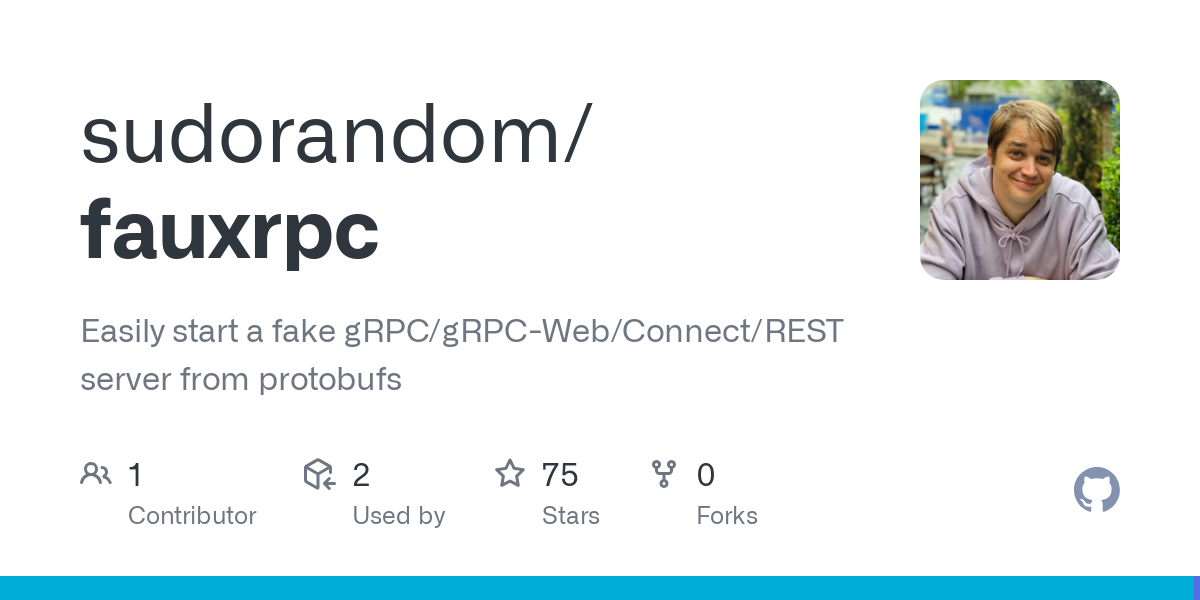 sudorandom/
fauxrpc
Easily start a fake gRPC/gRPC-Web/Connect/REST
server from protobufs
1 2 75 0
Contributor Used by Stars Forks